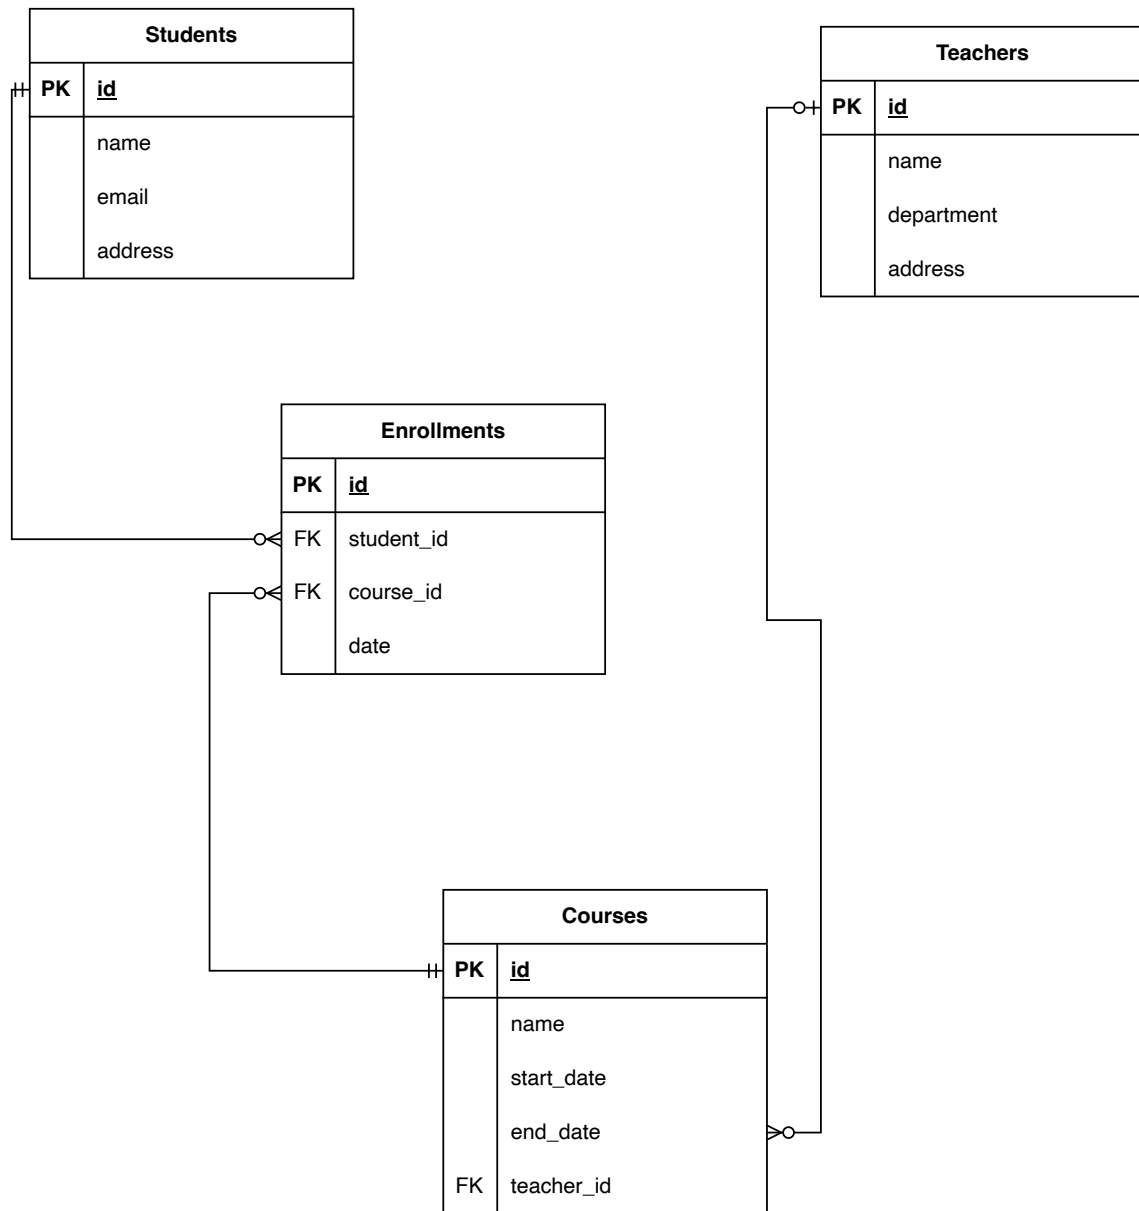 Students
PK id
name
email
address
Teachers
PK id
name
department
address
Enrollments
PK id
FK student_id
FK course_id
date
Courses
PK id
name
start_date
end_date
FK teacher_id